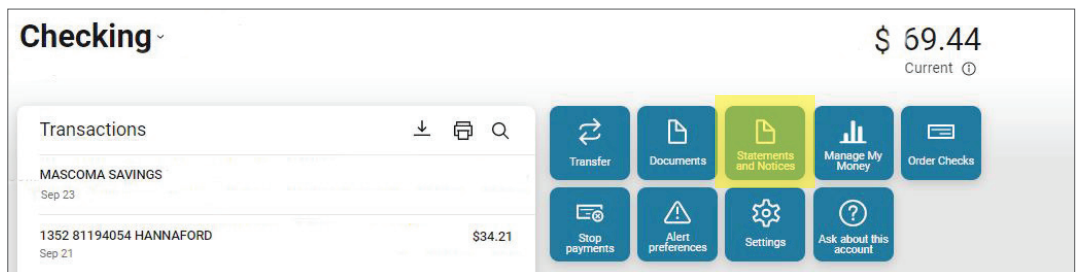 Checking
$ 69.44
Current
Transactions
MASCOMA SAVINGS
Sep 23
1352 81194054 HANNAFORD
$34.21
Sep 21
Transfer
Documents
Statements
and Notices
Manage My
Money
Order Checks
Stop
payments
Alert
preferences
Settings
Ask about this
account